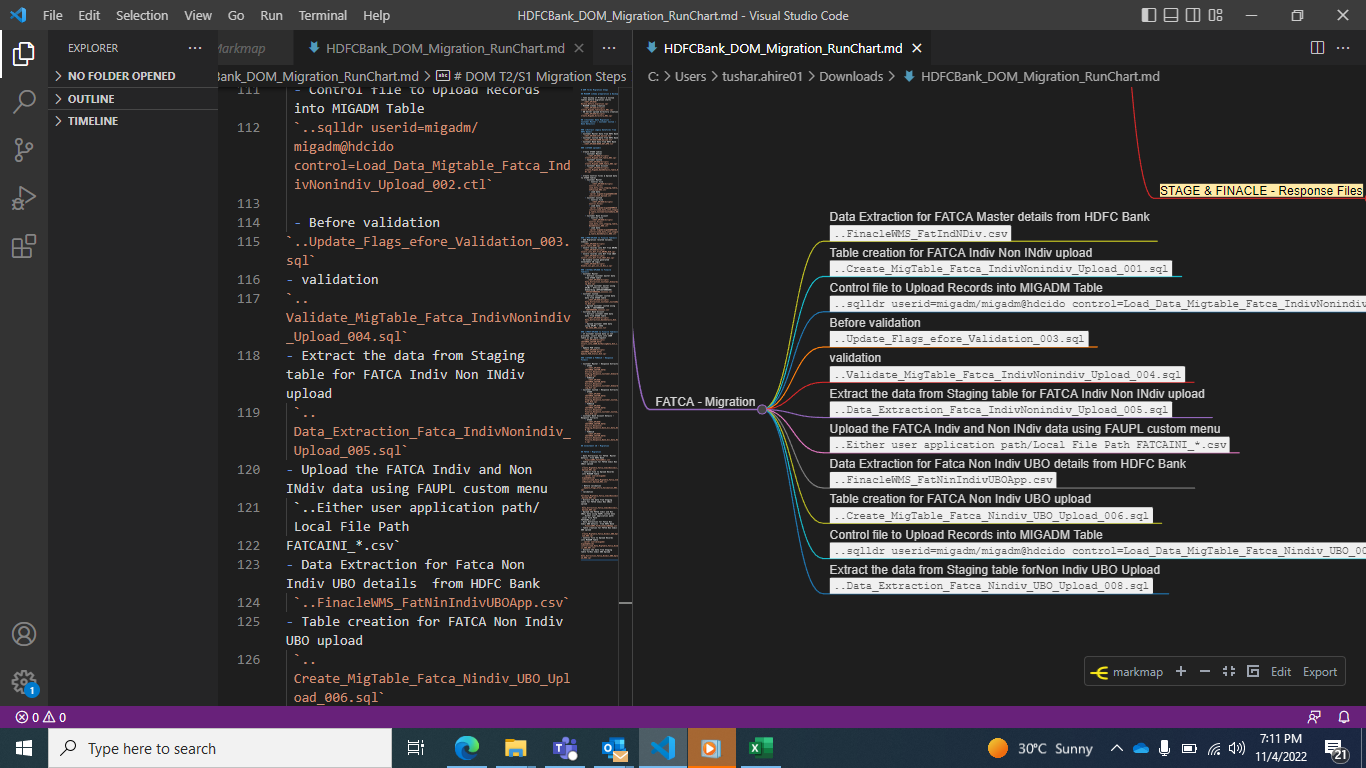 File Edit Selection View Go Run Terminal Help HDFCBank_DOM_Migration_RunChart.md - Visual Studio Code
EXPLORER ···
NO FOLDER OPENED
OUTLINE
TIMELINE
Markmap HDFCBank_DOM_Migration_RunChart.md ···
Bank_DOM_Migration_RunChart.md > abc # DOM T2/S1 Migration Steps
111 - Control file to Upload Records
into MIGADM Table
112 `..sqlldr userid=migadm/
migadm@hdcido
control=Load_Data_Migtable_Fatca_Ind
ivNonindiv_Upload_002.ctl`
113
114 - Before validation
115 `..Update_Flags_efore_Validation_003.
sql`
116 - validation
117 `..
Validate_MigTable_Fatca_IndivNonindiv
_Upload_004.sql`
118 - Extract the data from Staging
table for FATCA Indiv Non INdiv
upload
119 `..
Data_Extraction_Fatca_IndivNonindiv_
Upload_005.sql`
120 - Upload the FATCA Indiv and Non
INdiv data using FAUPL custom menu
121 `..Either user application path/
Local File Path
122 FATCAINI_*.csv`
123 - Data Extraction for Fatca Non
Indiv UBO details  from HDFC Bank
124 `..FinacleWMS_FatNinIndivUBOApp.csv`
125 - Table creation for FATCA Non Indiv
UBO upload
126 `..
Create_MigTable_Fatca_Nindiv_UBO_Upl
oad_006.sql`
HDFCBank_DOM_Migration_RunChart.md ···
C: > Users > tushar.ahire01 > Downloads > HDFCBank_DOM_Migration_RunChart.md
STAGE & FINACLE - Response Files
FATCA - Migration
Data Extraction for FATCA Master details from HDFC Bank
..FinacleWMS_FatIndNDiv.csv
Table creation for FATCA Indiv Non INdiv upload
..Create_MigTable_Fatca_IndivNonindiv_Upload_001.sql
Control file to Upload Records into MIGADM Table
..sqlldr userid=migadm/migadm@hdcido control=Load_Data_Migtable_Fatca_IndivNonindiv
Before validation
..Update_Flags_efore_Validation_003.sql
validation
..Validate_MigTable_Fatca_IndivNonindiv_Upload_004.sql
Extract the data from Staging table for FATCA Indiv Non INdiv upload
..Data_Extraction_Fatca_IndivNonindiv_Upload_005.sql
Upload the FATCA Indiv and Non INdiv data using FAUPL custom menu
..Either user application path/Local File Path FATCAINI_*.csv
Data Extraction for Fatca Non Indiv UBO details from HDFC Bank
..FinacleWMS_FatNinIndivUBOApp.csv
Table creation for FATCA Non Indiv UBO upload
..Create_MigTable_Fatca_Nindiv_UBO_Upload_006.sql
Control file to Upload Records into MIGADM Table
..sqlldr userid=migadm/migadm@hdcido control=Load_Data_MigTable_Fatca_Nindiv_UBO_00
Extract the data from Staging table forNon Indiv UBO Upload
..Data_Extraction_Fatca_Nindiv_UBO_Upload_008.sql
markmap + − Edit Export
1
0 0
Type here to search
30°C Sunny
7:11 PM
11/4/2022
21